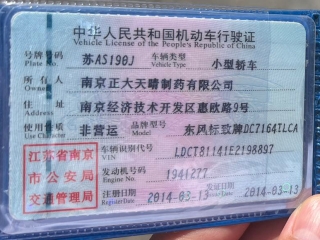 中华人民共和国机动车行驶证
Vehicle License of the People's Republic of China
号牌号码 Plate No. 苏AS190J 车辆类型 Vehicle Type 小型轿车
所有人 Owner 南京正大天晴制药有限公司
住址 Address 南京经济技术开发区惠欧路9号
使用性质 Use Character 非营运 品牌型号 Model 东风标致牌DC7164TLCA
江苏省南京市公安局交通管理局
车辆识别代号 VIN LDCT81141E2198897
发动机号码 Engine No. 1941277
注册日期 Register Date 2014-03-13 发证日期 Issue Date 2014-03-13